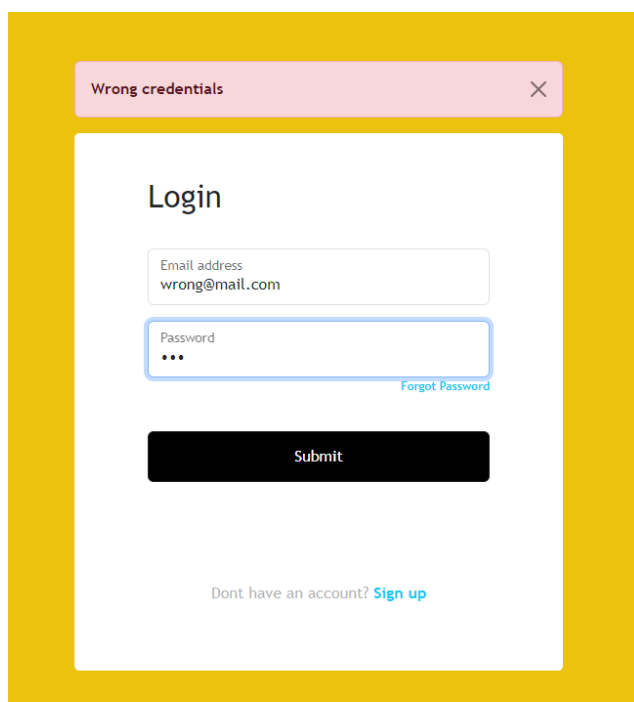 Wrong credentials
Login
Email address
wrong@mail.com
Password
•••
Forgot Password
Submit
Dont have an account? Sign up